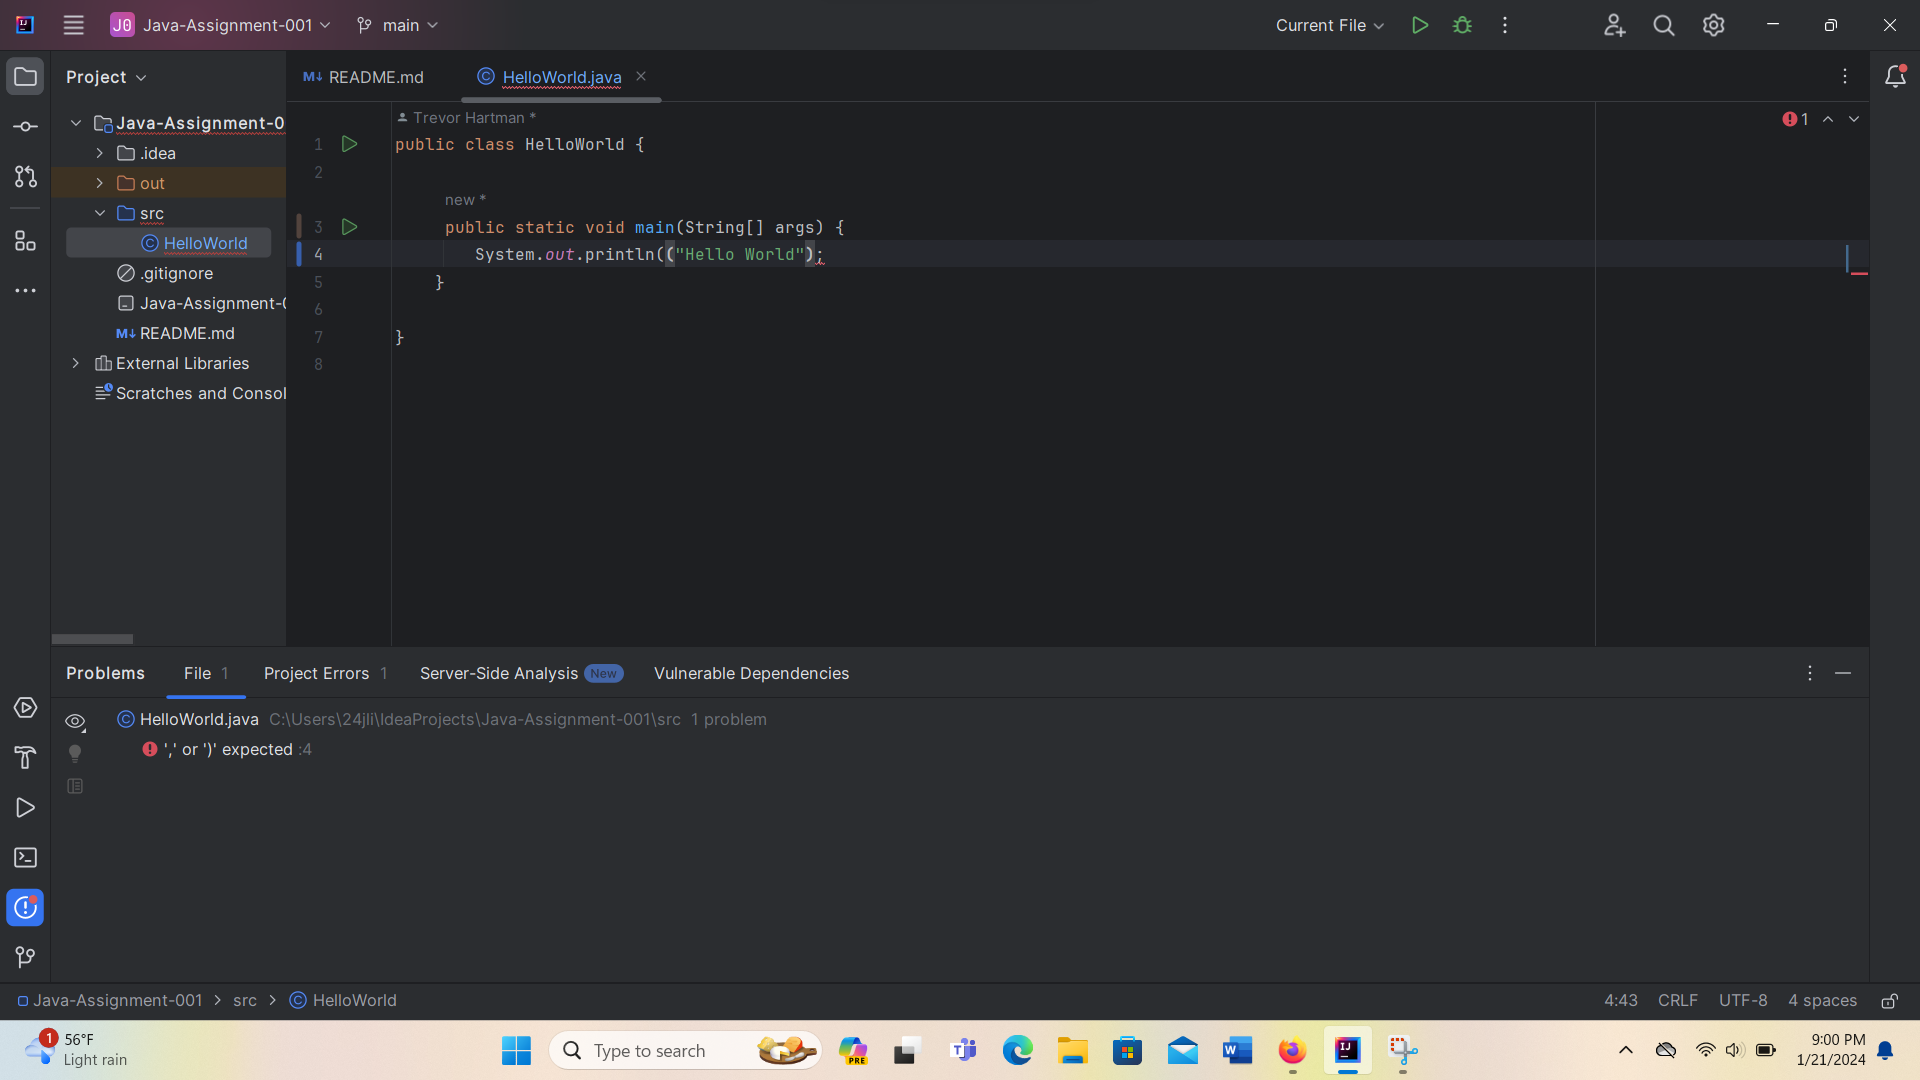 J0 Java-Assignment-001 main Current File
Project README.md HelloWorld.java
Java-Assignment-0
.idea
out
src
HelloWorld
.gitignore
Java-Assignment-0
README.md
External Libraries
Scratches and Consol
Trevor Hartman *
1 public class HelloWorld {
2
new *
3 public static void main(String[] args) {
4 System.out.println(("Hello World");
5 }
6
7 }
8
1
Problems File 1 Project Errors 1 Server-Side Analysis New Vulnerable Dependencies
HelloWorld.java C:\Users\24jli\IdeaProjects\Java-Assignment-001\src 1 problem
',' or ')' expected :4
Java-Assignment-001 > src > HelloWorld 4:43 CRLF UTF-8 4 spaces
1 56°F
Light rain
Type to search
PRE
9:00 PM
1/21/2024